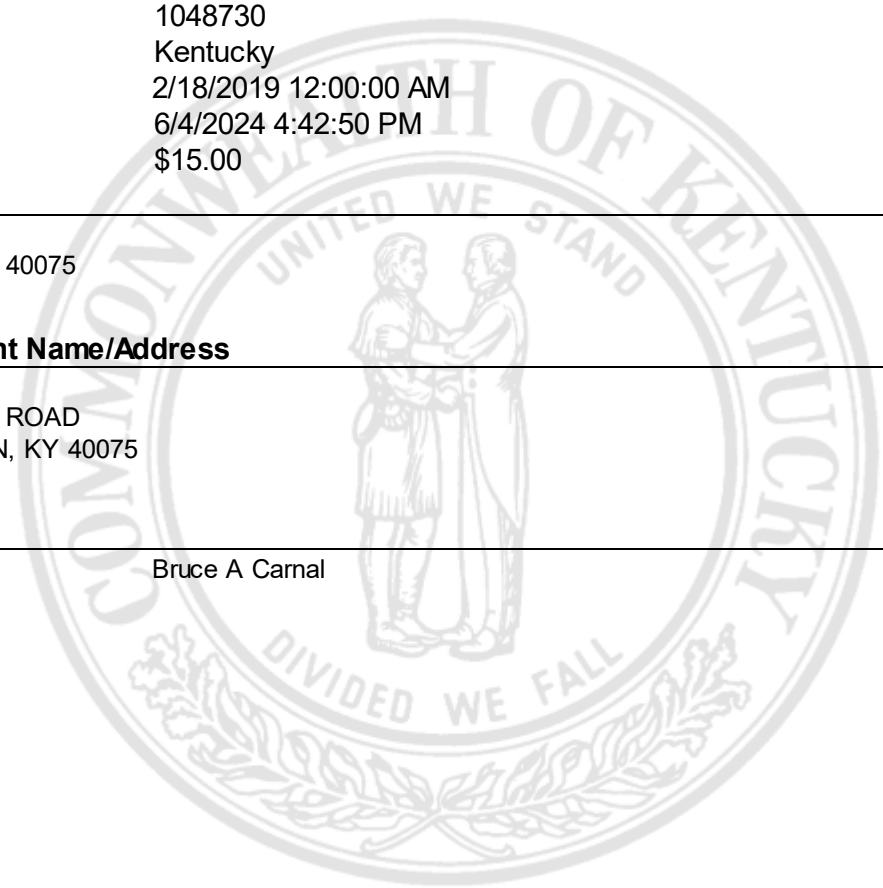 1048730
Kentucky
2/18/2019 12:00:00 AM
6/4/2024 4:42:50 PM
$15.00
COMMONWEALTH OF KENTUCKY
UNITED WE STAND
40075
nt Name/Address
ROAD
N, KY 40075
Bruce A Carnal
DIVIDED WE FALL